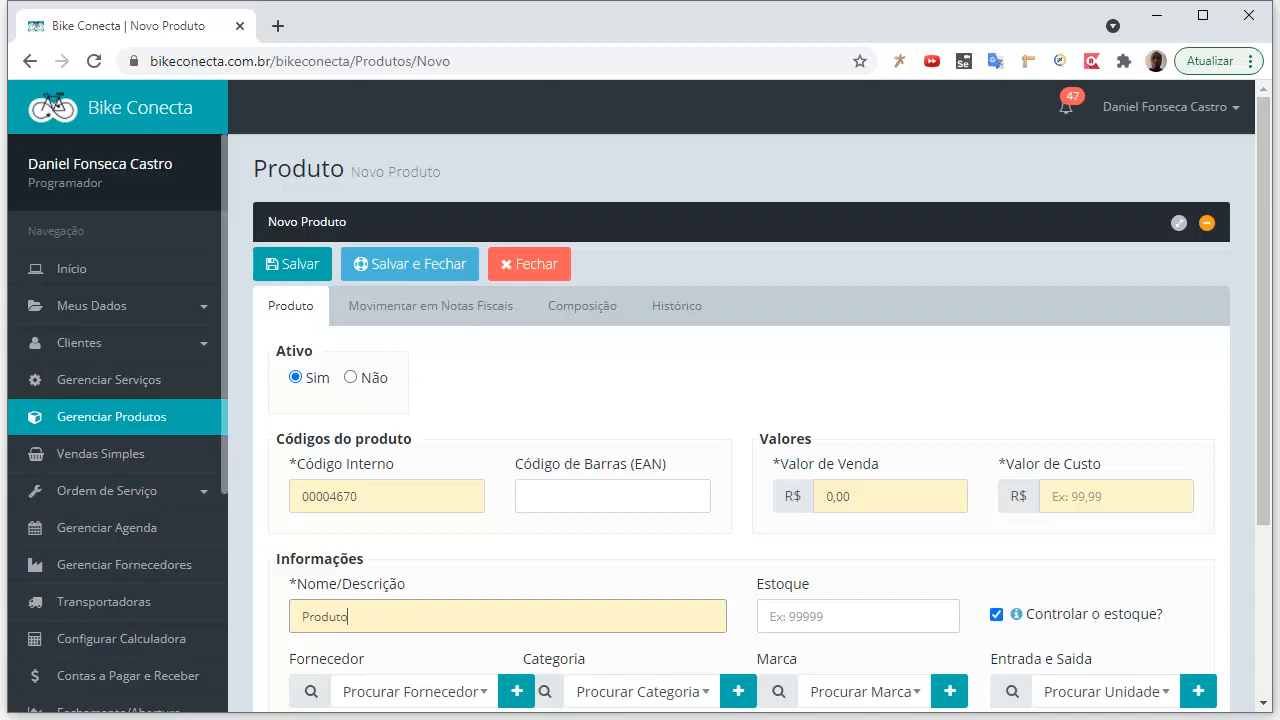 Bike Conecta | Novo Produto
bikeconecta.com.br/bikeconecta/Produtos/Novo
Atualizar
Bike Conecta
47
Daniel Fonseca Castro
Daniel Fonseca Castro
Programador
Navegação
Início
Meus Dados
Clientes
Gerenciar Serviços
Gerenciar Produtos
Vendas Simples
Ordem de Serviço
Gerenciar Agenda
Gerenciar Fornecedores
Transportadoras
Configurar Calculadora
Contas a Pagar e Receber
Fechamento/Abertura
Produto Novo Produto
Novo Produto
Salvar Salvar e Fechar Fechar
Produto Movimentar em Notas Fiscais Composição Histórico
Ativo
Sim Não
Códigos do produto Valores
*Código Interno Código de Barras (EAN) *Valor de Venda *Valor de Custo
00004670 R$ 0,00 R$ Ex: 99,99
Informações
*Nome/Descrição Estoque
Produto Ex: 99999 Controlar o estoque?
Fornecedor Categoria Marca Entrada e Saida
Procurar Fornecedor Procurar Categoria Procurar Marca Procurar Unidade